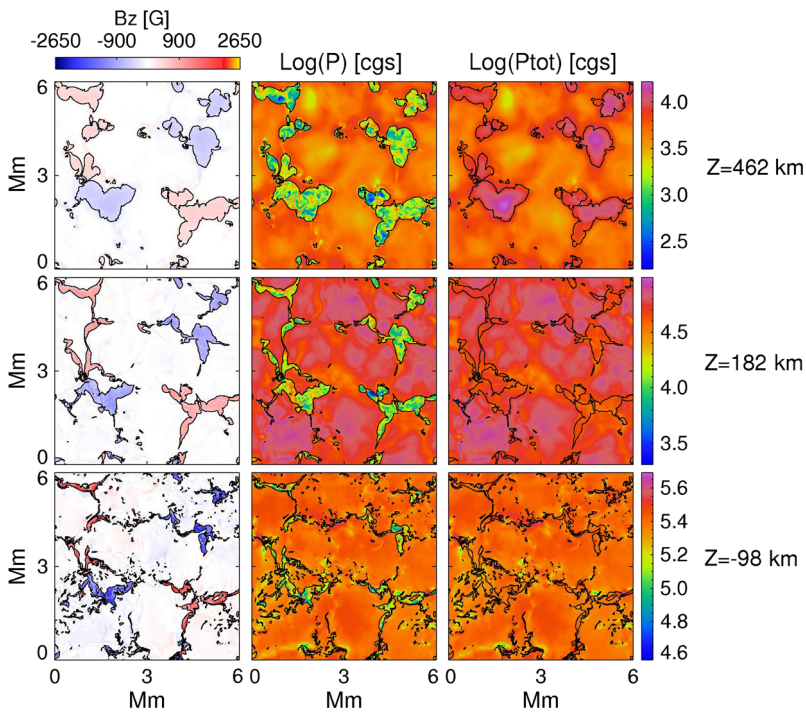 Bz [G]
-2650 -900 900 2650
Log(P) [cgs]
Log(Ptot) [cgs]
6
Mm
3
0
4.0
3.5
3.0
2.5
Z=462 km
6
Mm
3
0
4.5
4.0
3.5
Z=182 km
6
Mm
3
0
5.6
5.4
5.2
5.0
4.8
4.6
Z=-98 km
0 3 6 0 3 6 0 3 6
Mm Mm Mm